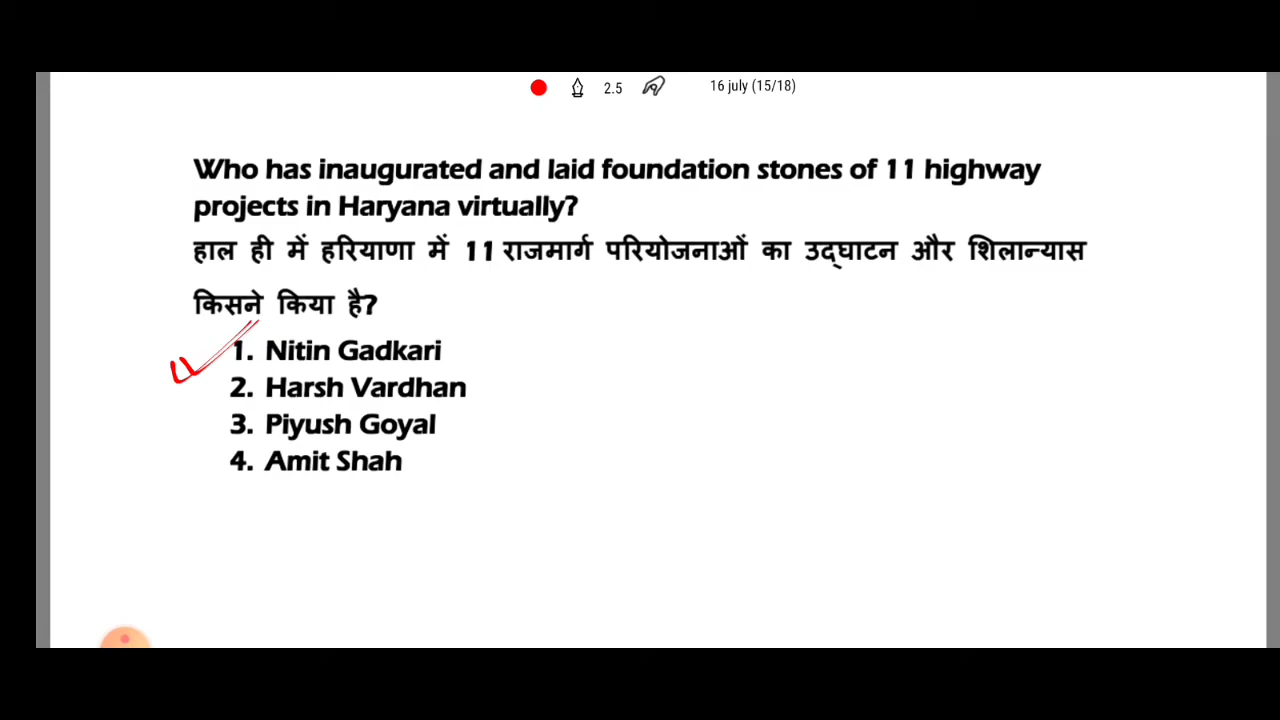 2.5 16 july (15/18)
Who has inaugurated and laid foundation stones of 11 highway
projects in Haryana virtually?
हाल ही में हरियाणा में 11 राजमार्ग परियोजनाओं का उद्घाटन और शिलान्यास
किसने किया है?
1. Nitin Gadkari
2. Harsh Vardhan
3. Piyush Goyal
4. Amit Shah